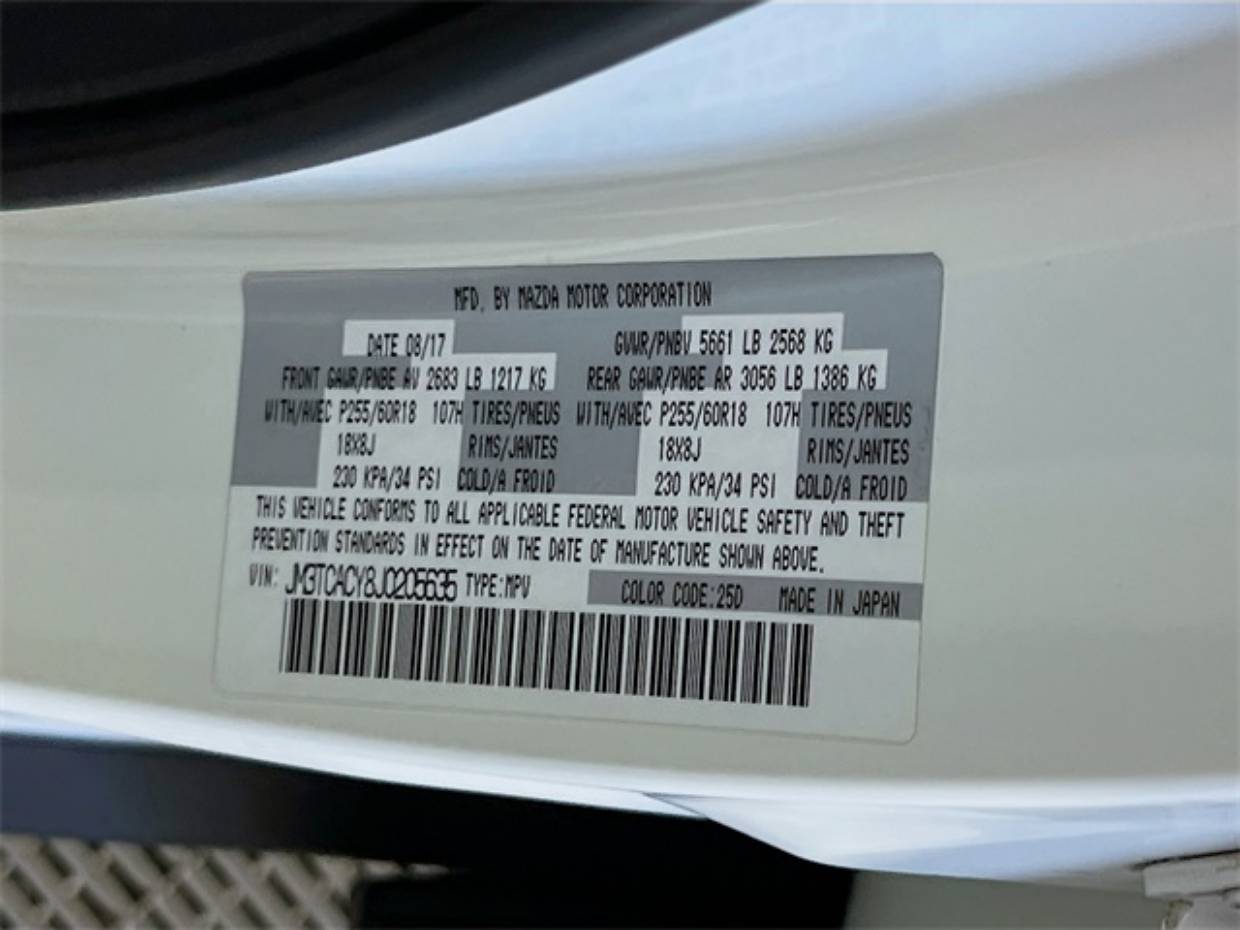 MFD. BY MAZDA MOTOR CORPORATION
DATE 08/17 GVWR/PNBV 5661 LB 2568 KG
FRONT GAWR/PNBE AV 2683 LB 1217 KG REAR GAWR/PNBE AR 3056 LB 1386 KG
WITH/AVEC P255/60R18 107H TIRES/PNEUS WITH/AVEC P255/60R18 107H TIRES/PNEUS
18X8J RIMS/JANTES 18X8J RIMS/JANTES
230 KPA/34 PSI COLD/A FROID 230 KPA/34 PSI COLD/A FROID
THIS VEHICLE CONFORMS TO ALL APPLICABLE FEDERAL MOTOR VEHICLE SAFETY AND THEFT
PREVENTION STANDARDS IN EFFECT ON THE DATE OF MANUFACTURE SHOWN ABOVE.
VIN: JM3TCACY8J0205635 TYPE:MPV COLOR CODE:25D MADE IN JAPAN